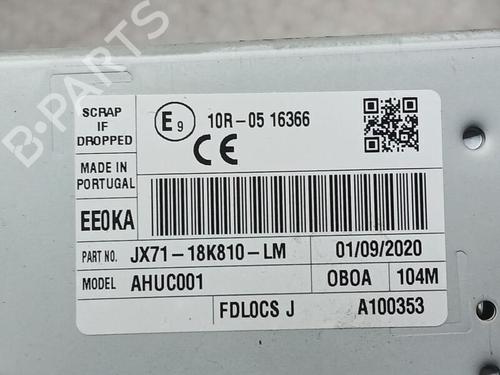 B-PARTS
SCRAP
IF
DROPPED
E9 10R-05 16366
CE
MADE IN
PORTUGAL
EE0KA
PART NO. JX71-18K810-LM 01/09/2020
MODEL AHUC001 0B0A 104M
FDLOCS J A100353